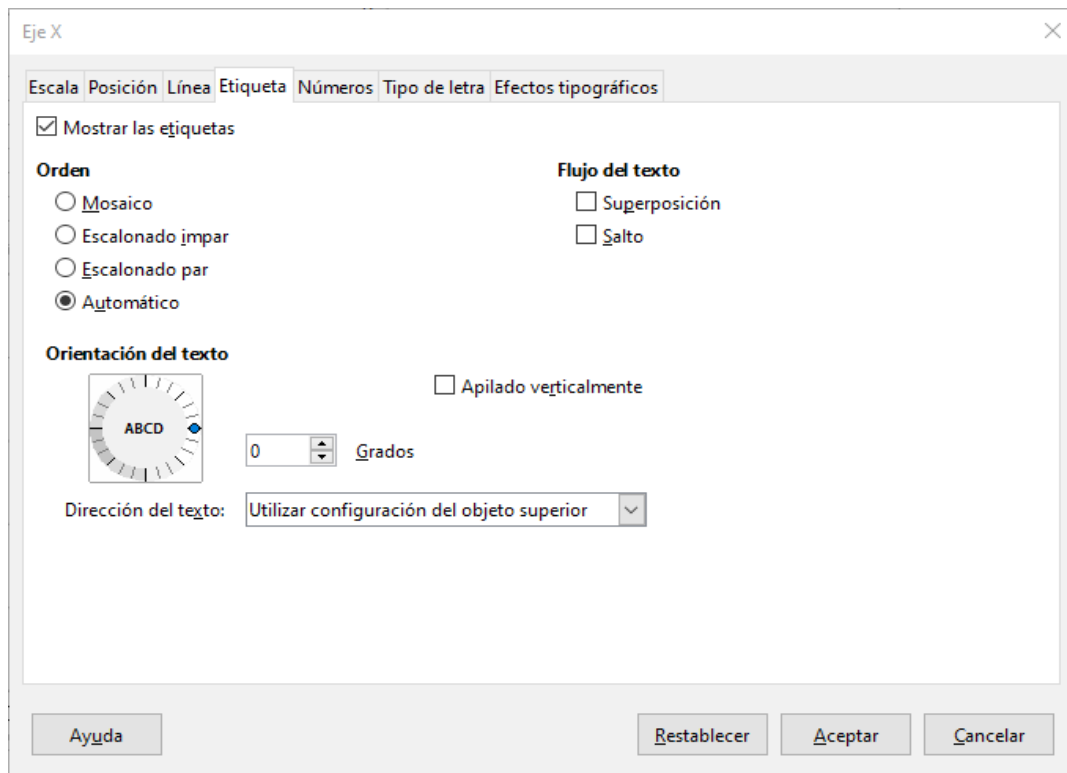 Eje X
Escala Posición Línea Etiqueta Números Tipo de letra Efectos tipográficos
Mostrar las etiquetas
Orden
Flujo del texto
Mosaico
Superposición
Escalonado impar
Salto
Escalonado par
Automático
Orientación del texto
ABCD
Apilado verticalmente
0 Grados
Dirección del texto: Utilizar configuración del objeto superior
Ayuda Restablecer Aceptar Cancelar